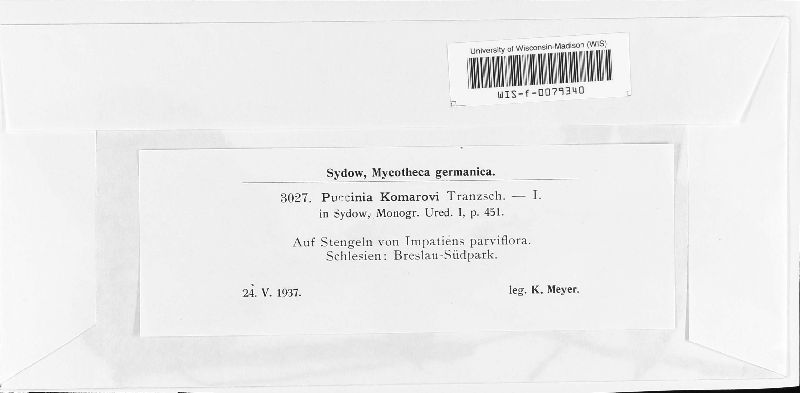 University of Wisconsin-Madison (WIS)
WIS-f-0079340
Sydow, Mycotheca germanica.
3027. Puccinia Komarovi Tranzsch. — I.
in Sydow, Monogr. Ured. I, p. 451.
Auf Stengeln von Impatiens parviflora.
Schlesien: Breslau-Südpark.
24. V. 1937.
leg. K. Meyer.